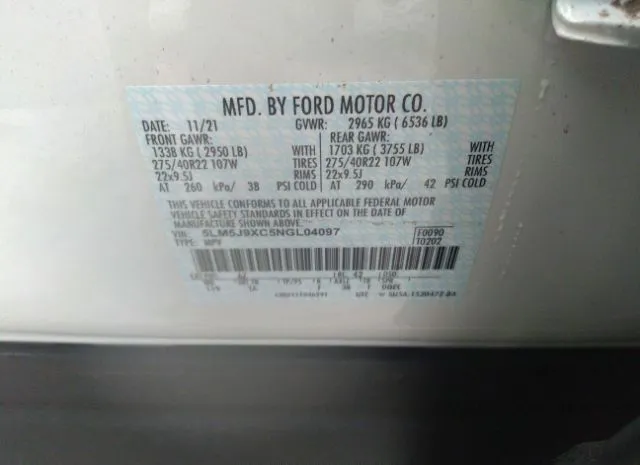 MFD. BY FORD MOTOR CO.
DATE: 11/21 GVWR: 2965 KG ( 6536 LB)
FRONT GAWR: REAR GAWR:
1338 KG ( 2950 LB) WITH 1703 KG ( 3755 LB) WITH
275/40R22 107W TIRES 275/40R22 107W TIRES
22x9.5J RIMS 22x9.5J RIMS
AT 260 kPa/ 38 PSI COLD AT 290 kPa/ 42 PSI COLD
THIS VEHICLE CONFORMS TO ALL APPLICABLE FEDERAL MOTOR
VEHICLE SAFETY STANDARDS IN EFFECT ON THE DATE OF
MANUFACTURE SHOWN ABOVE.
VIN: 5LM5J9XC5NGL04097 F0090
TYPE: MPV T0202